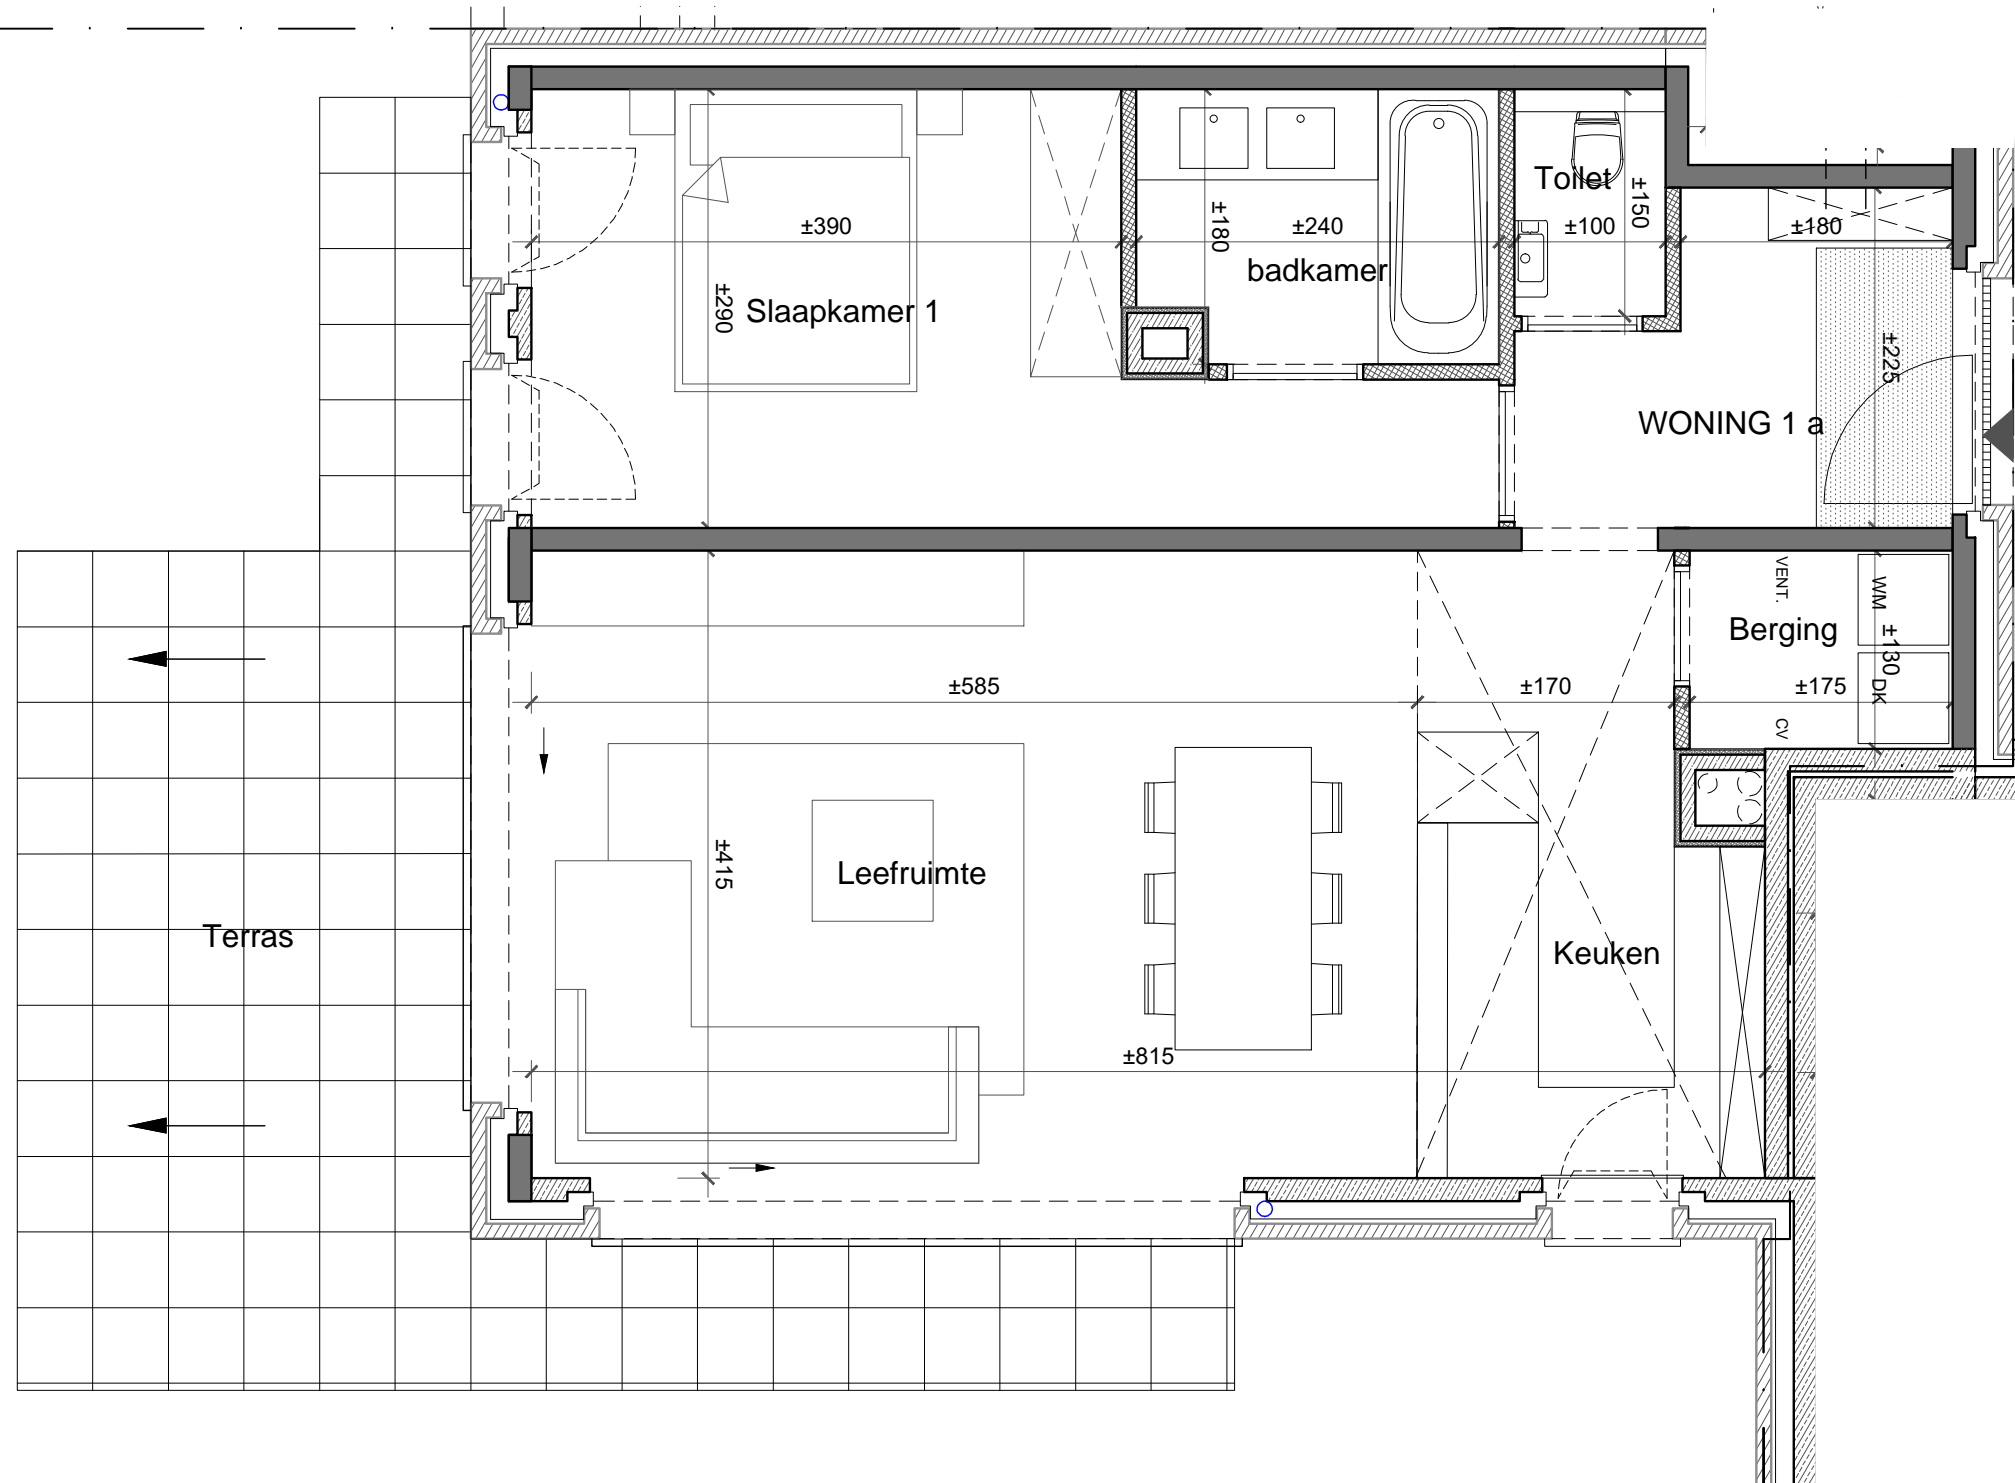 Toilet
±150
±390
±180
±240
±100
±180
badkamer
±290
Slaapkamer 1
±225
WONING 1 a
VENT.
WM
Berging
±130
±585
±170
±175
DK
CV
±415
Leefruimte
Terras
Keuken
±815